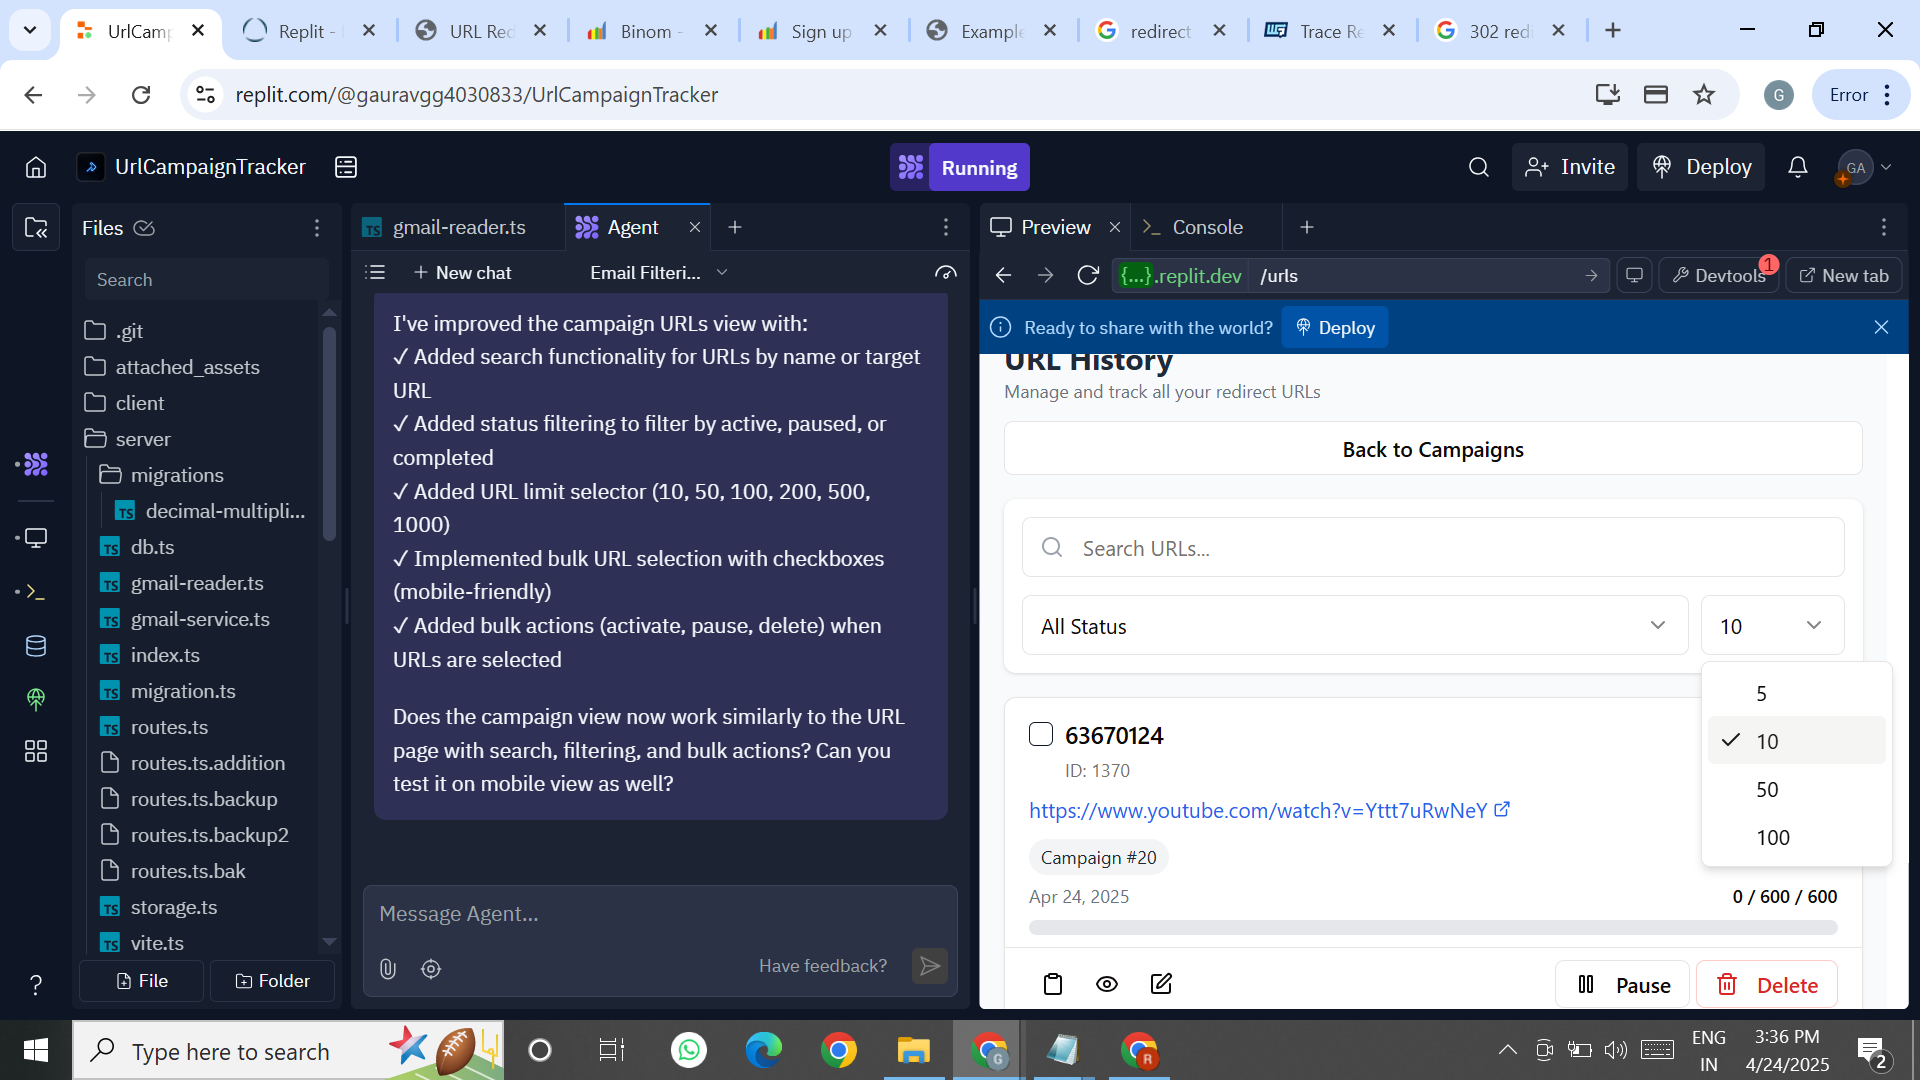 UrlCamp
Replit -
URL Red
Binom -
Sign up
Example
redirect
Trace Re
302 redi
replit.com/@gauravgg4030833/UrlCampaignTracker
G
Error
UrlCampaignTracker
Running
Invite
Deploy
GA
Files
Search
.git
attached_assets
client
server
migrations
TS decimal-multipli...
TS db.ts
TS gmail-reader.ts
TS gmail-service.ts
TS index.ts
TS migration.ts
TS routes.ts
routes.ts.addition
routes.ts.backup
routes.ts.backup2
routes.ts.bak
TS storage.ts
TS vite.ts
File
Folder
TS gmail-reader.ts
Agent
New chat
Email Filteri...
I've improved the campaign URLs view with:
✓ Added search functionality for URLs by name or target
URL
✓ Added status filtering to filter by active, paused, or
completed
✓ Added URL limit selector (10, 50, 100, 200, 500,
1000)
✓ Implemented bulk URL selection with checkboxes
(mobile-friendly)
✓ Added bulk actions (activate, pause, delete) when
URLs are selected
Does the campaign view now work similarly to the URL
page with search, filtering, and bulk actions? Can you
test it on mobile view as well?
Message Agent...
Have feedback?
Preview
Console
{...}.replit.dev /urls
Devtools
1
New tab
Ready to share with the world?
Deploy
URL History
Manage and track all your redirect URLs
Back to Campaigns
Search URLs...
All Status
10
5
10
50
100
63670124
ID: 1370
https://www.youtube.com/watch?v=Yttt7uRwNeY
Campaign #20
Apr 24, 2025
0 / 600 / 600
Pause
Delete
Type here to search
G
R
ENG
IN
3:36 PM
4/24/2025
2